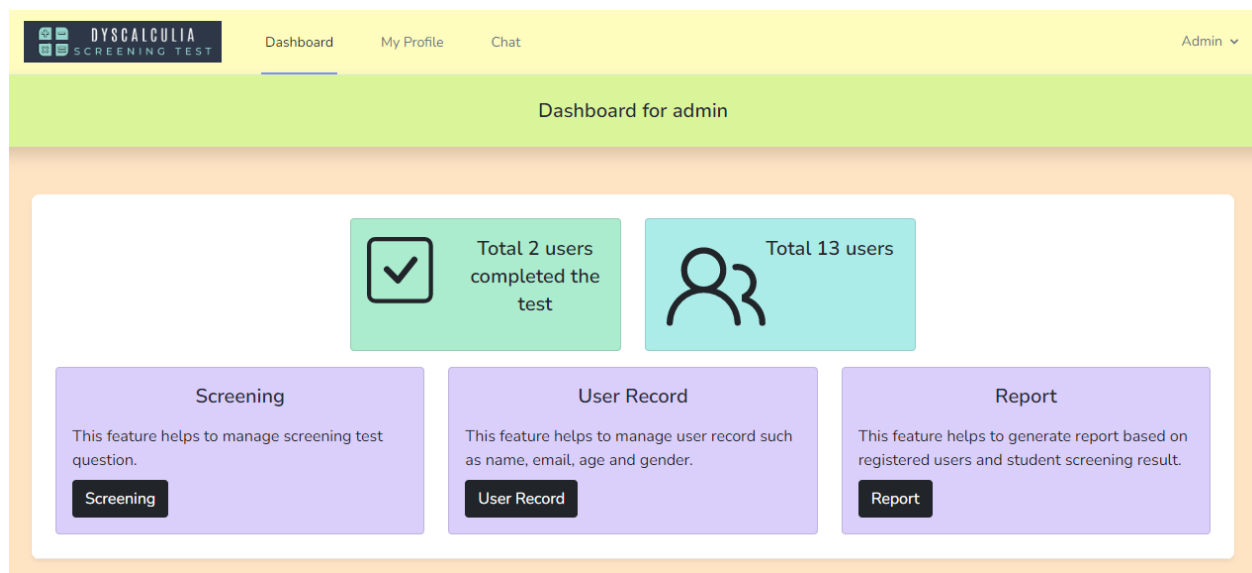 DYSCALCULIA
SCREENING TEST
Dashboard
My Profile
Chat
Admin
Dashboard for admin
Total 2 users
completed the
test
Total 13 users
Screening
This feature helps to manage screening test
question.
Screening
User Record
This feature helps to manage user record such
as name, email, age and gender.
User Record
Report
This feature helps to generate report based on
registered users and student screening result.
Report